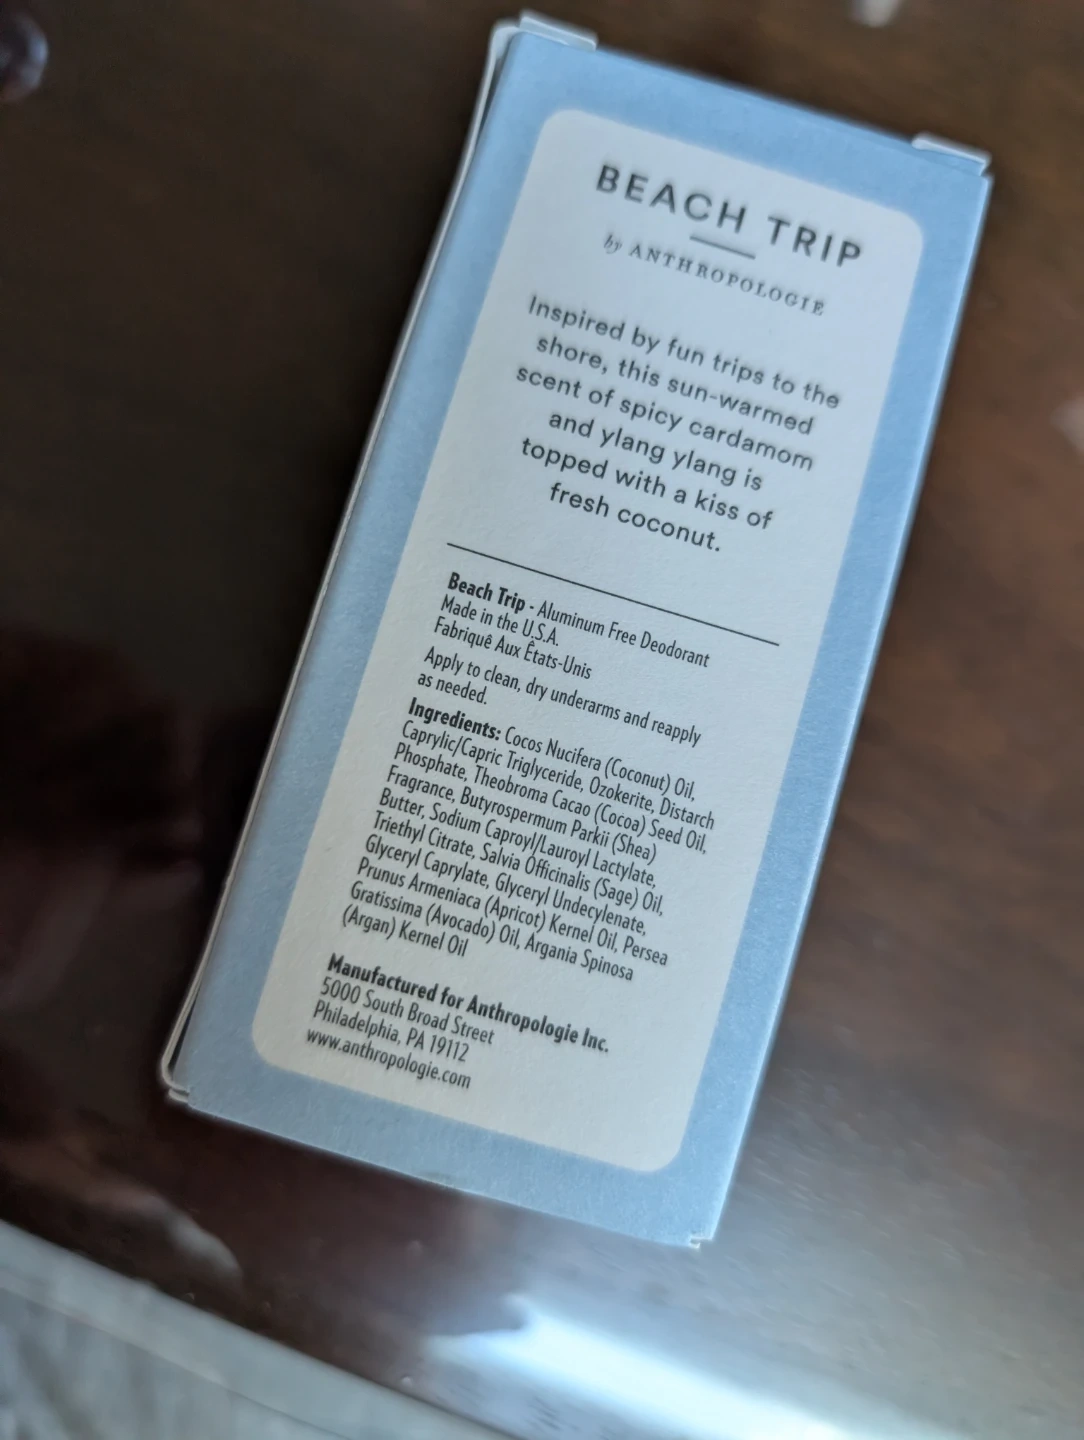 BEACH TRIP
by ANTHROPOLOGIE
Inspired by fun trips to the
shore, this sun-warmed
scent of spicy cardamom
and ylang ylang is
topped with a kiss of
fresh coconut.
Beach Trip - Aluminum Free Deodorant
Made in the U.S.A.
Fabriquê Aux Êtats-Unis
Apply to clean, dry underarms and reapply
as needed.
Ingredients: Cocos Nucifera (Coconut) Oil,
Caprylic/Capric Triglyceride, Ozokerite, Distarch
Phosphate, Theobroma Cacao (Cocoa) Seed Oil,
Fragrance, Butyrospermum Parkii (Shea)
Butter, Sodium Caproyl/Lauroyl Lactylate,
Triethyl Citrate, Salvia Officinalis (Sage) Oil,
Glyceryl Caprylate, Glyceryl Undecylenate,
Prunus Armeniaca (Apricot) Kernel Oil, Persea
Gratissima (Avocado) Oil, Argania Spinosa
(Argan) Kernel Oil
Manufactured for Anthropologie Inc.
5000 South Broad Street
Philadelphia, PA 19112
www.anthropologie.com